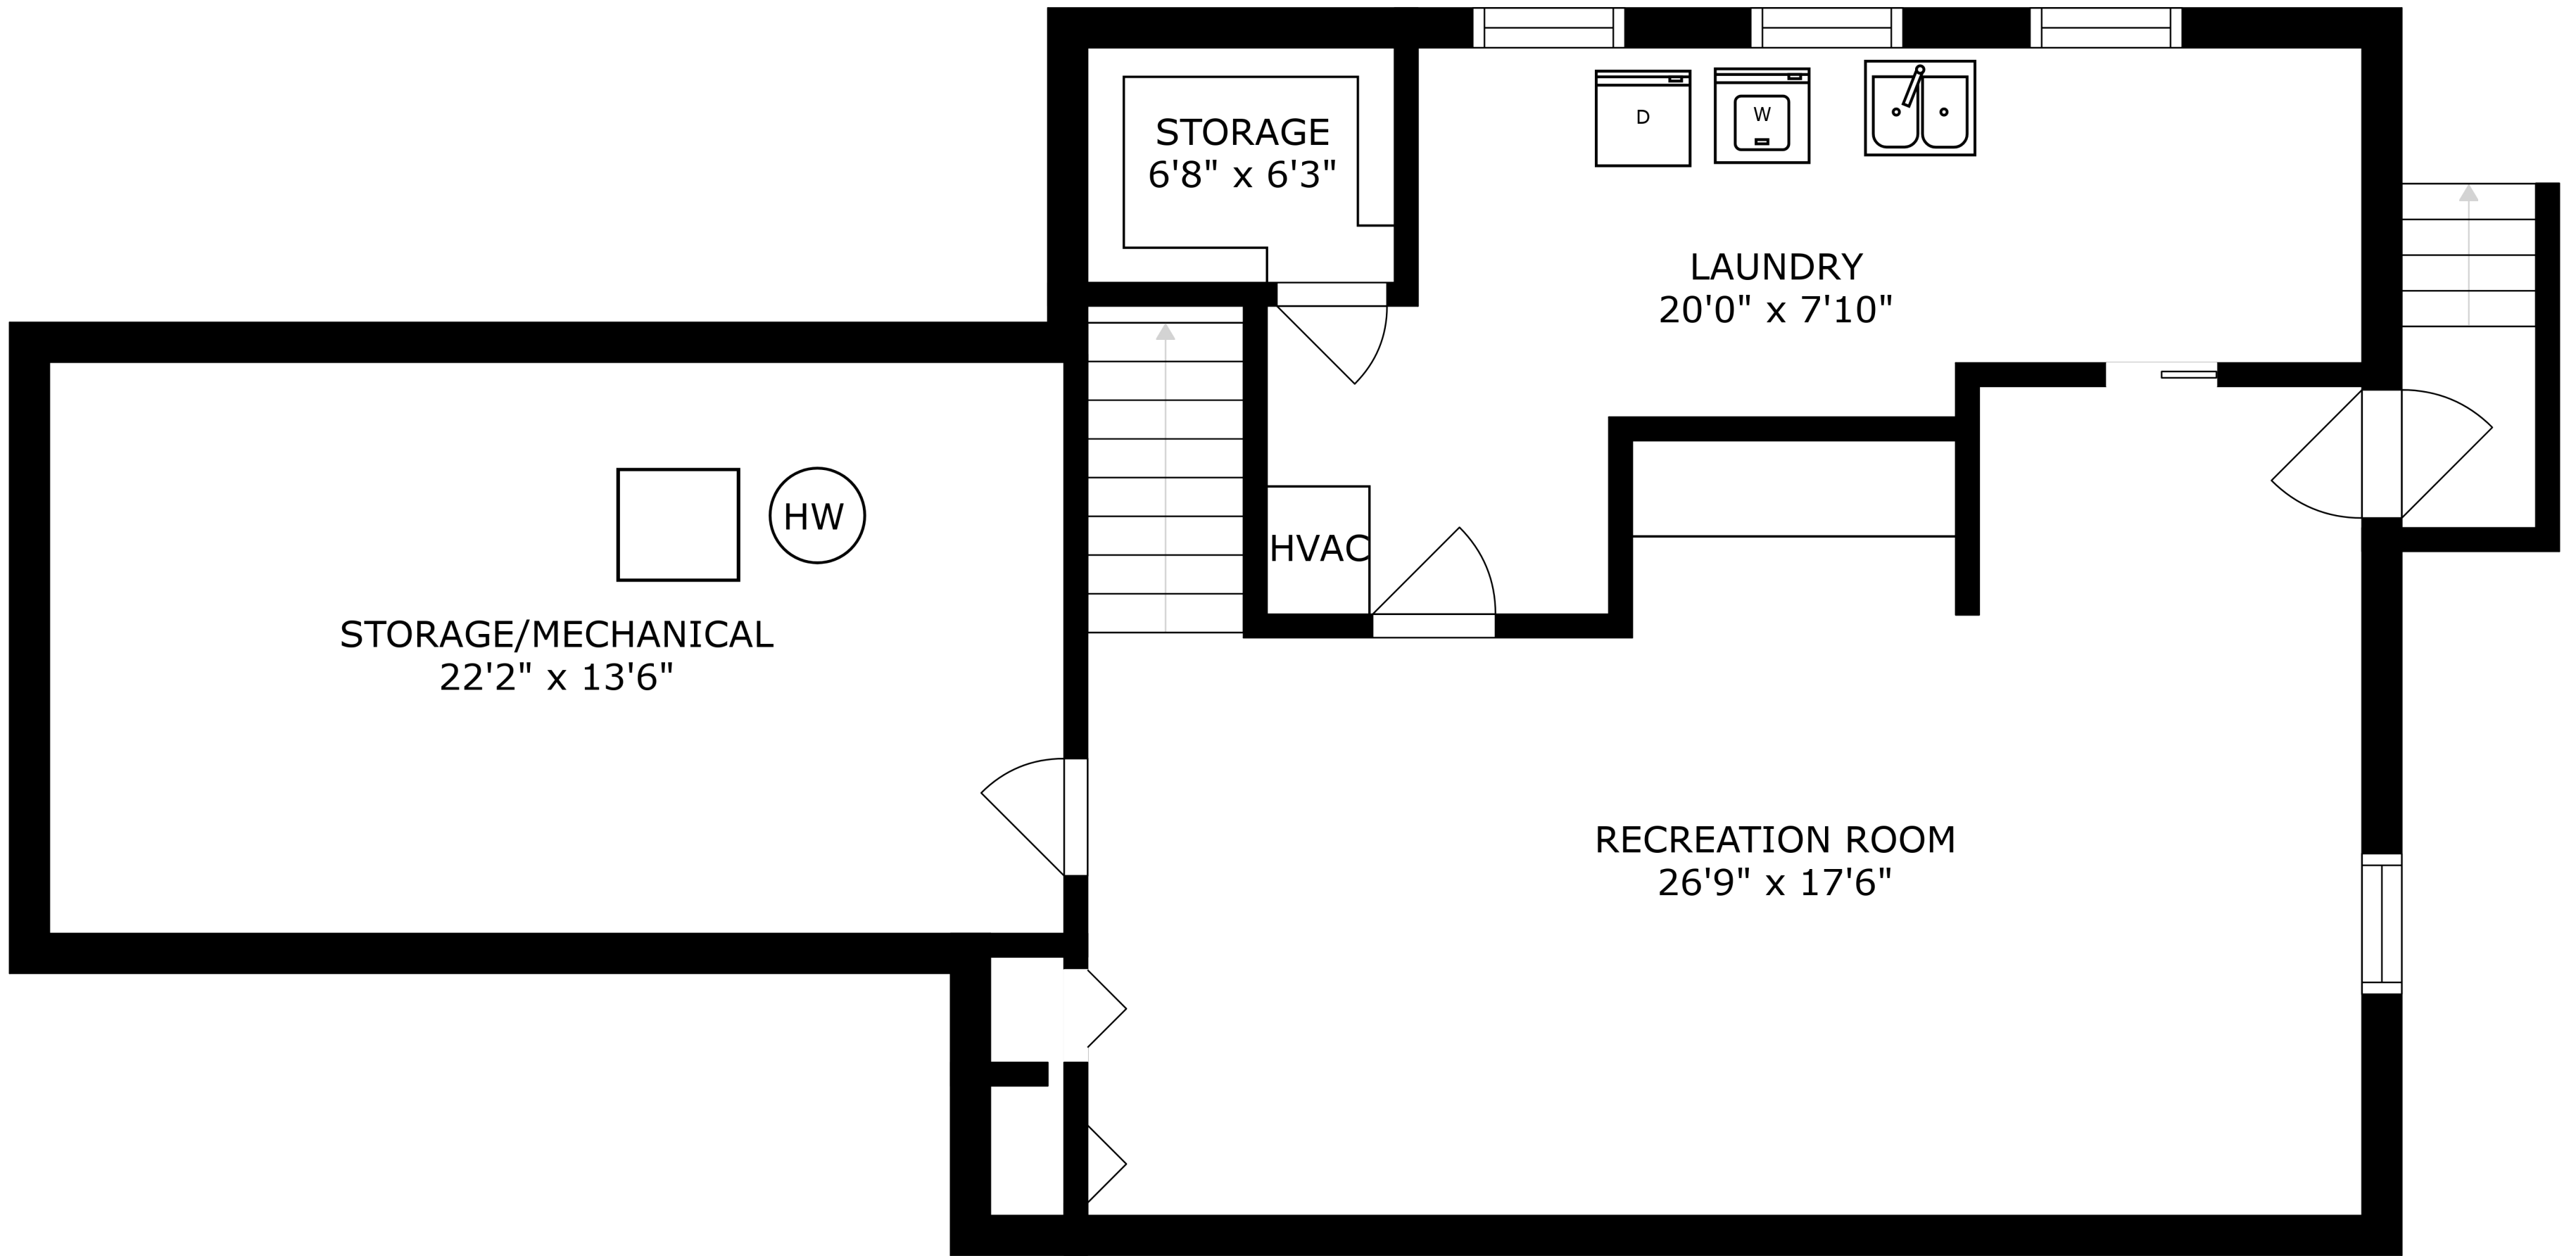 STORAGE
6'8" x 6'3"
D
W
LAUNDRY
20'0" x 7'10"
HW
HVAC
STORAGE/MECHANICAL
22'2" x 13'6"
RECREATION ROOM
26'9" x 17'6"